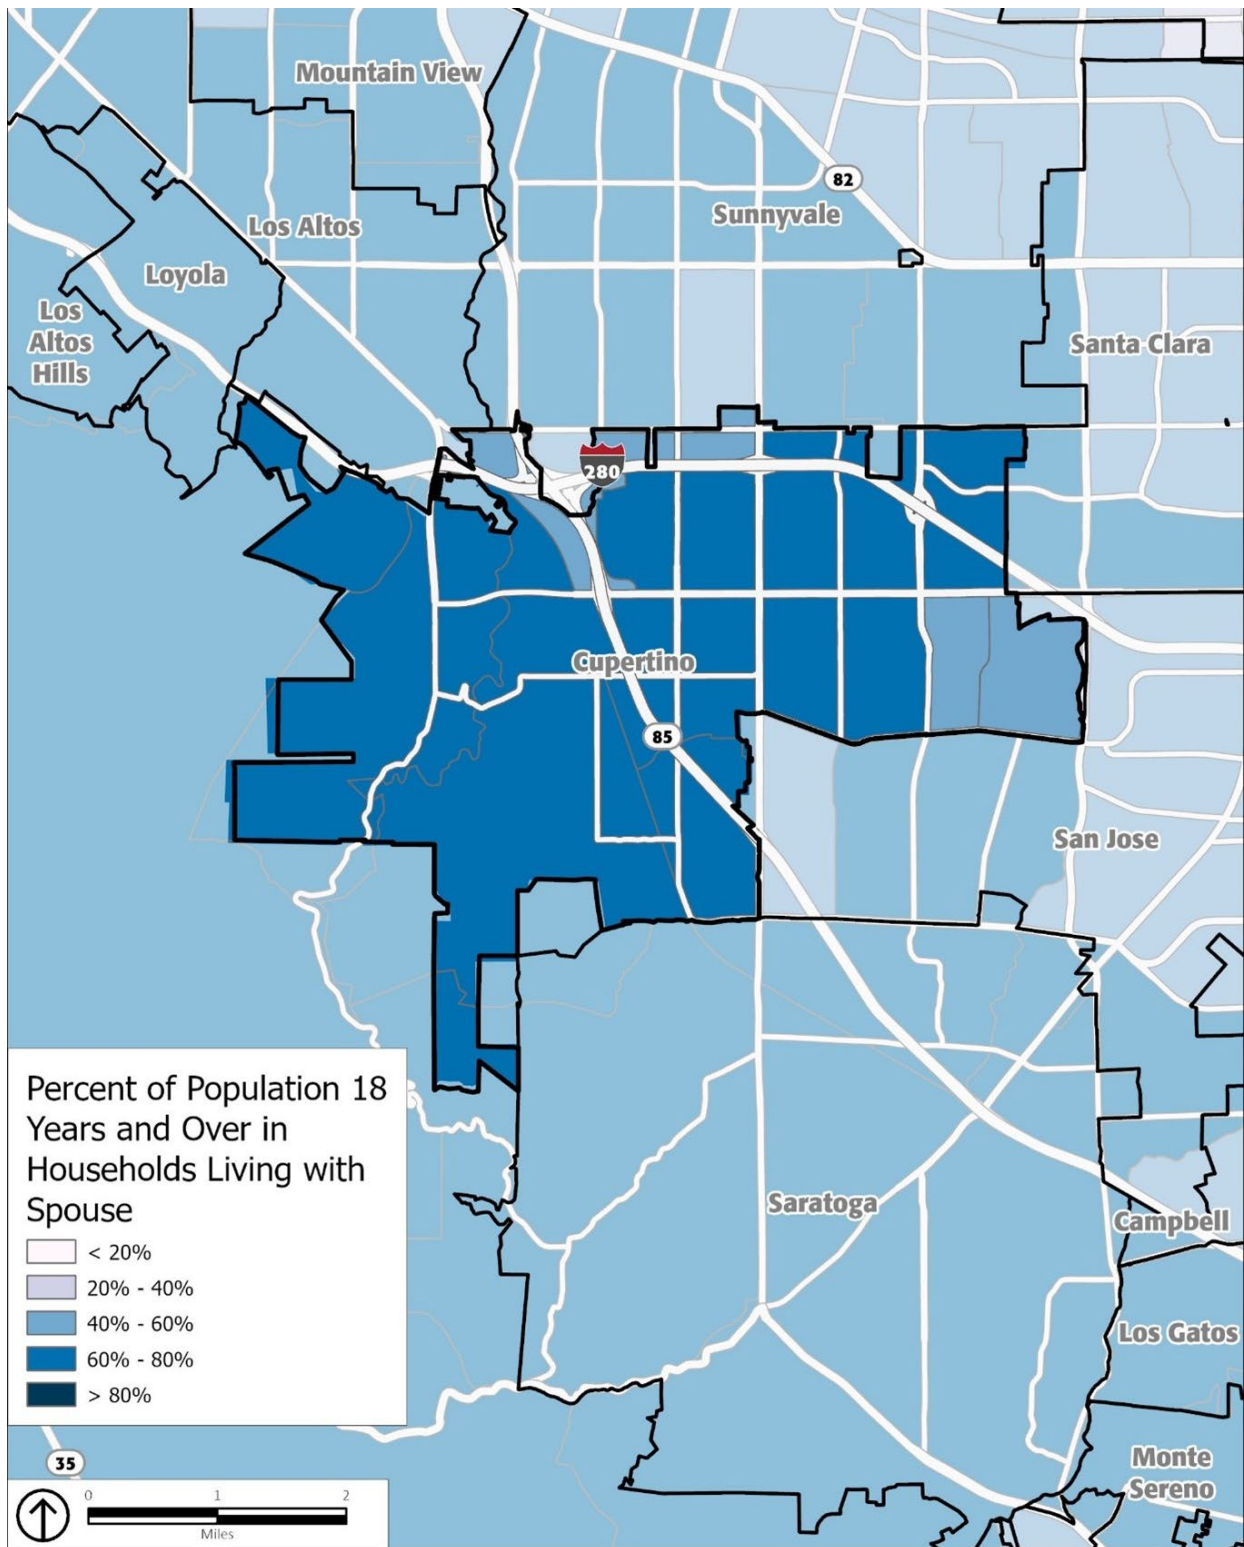 Mountain View
82
Sunnyvale
Los Altos
Loyola
Los
Altos
Hills
Santa Clara
280
Cupertino
85
San Jose
Percent of Population 18
Years and Over in
Households Living with
Spouse
< 20%
20% - 40%
40% - 60%
60% - 80%
> 80%
Saratoga
Campbell
Los Gatos
Monte
Sereno
35
0 1 2
Miles